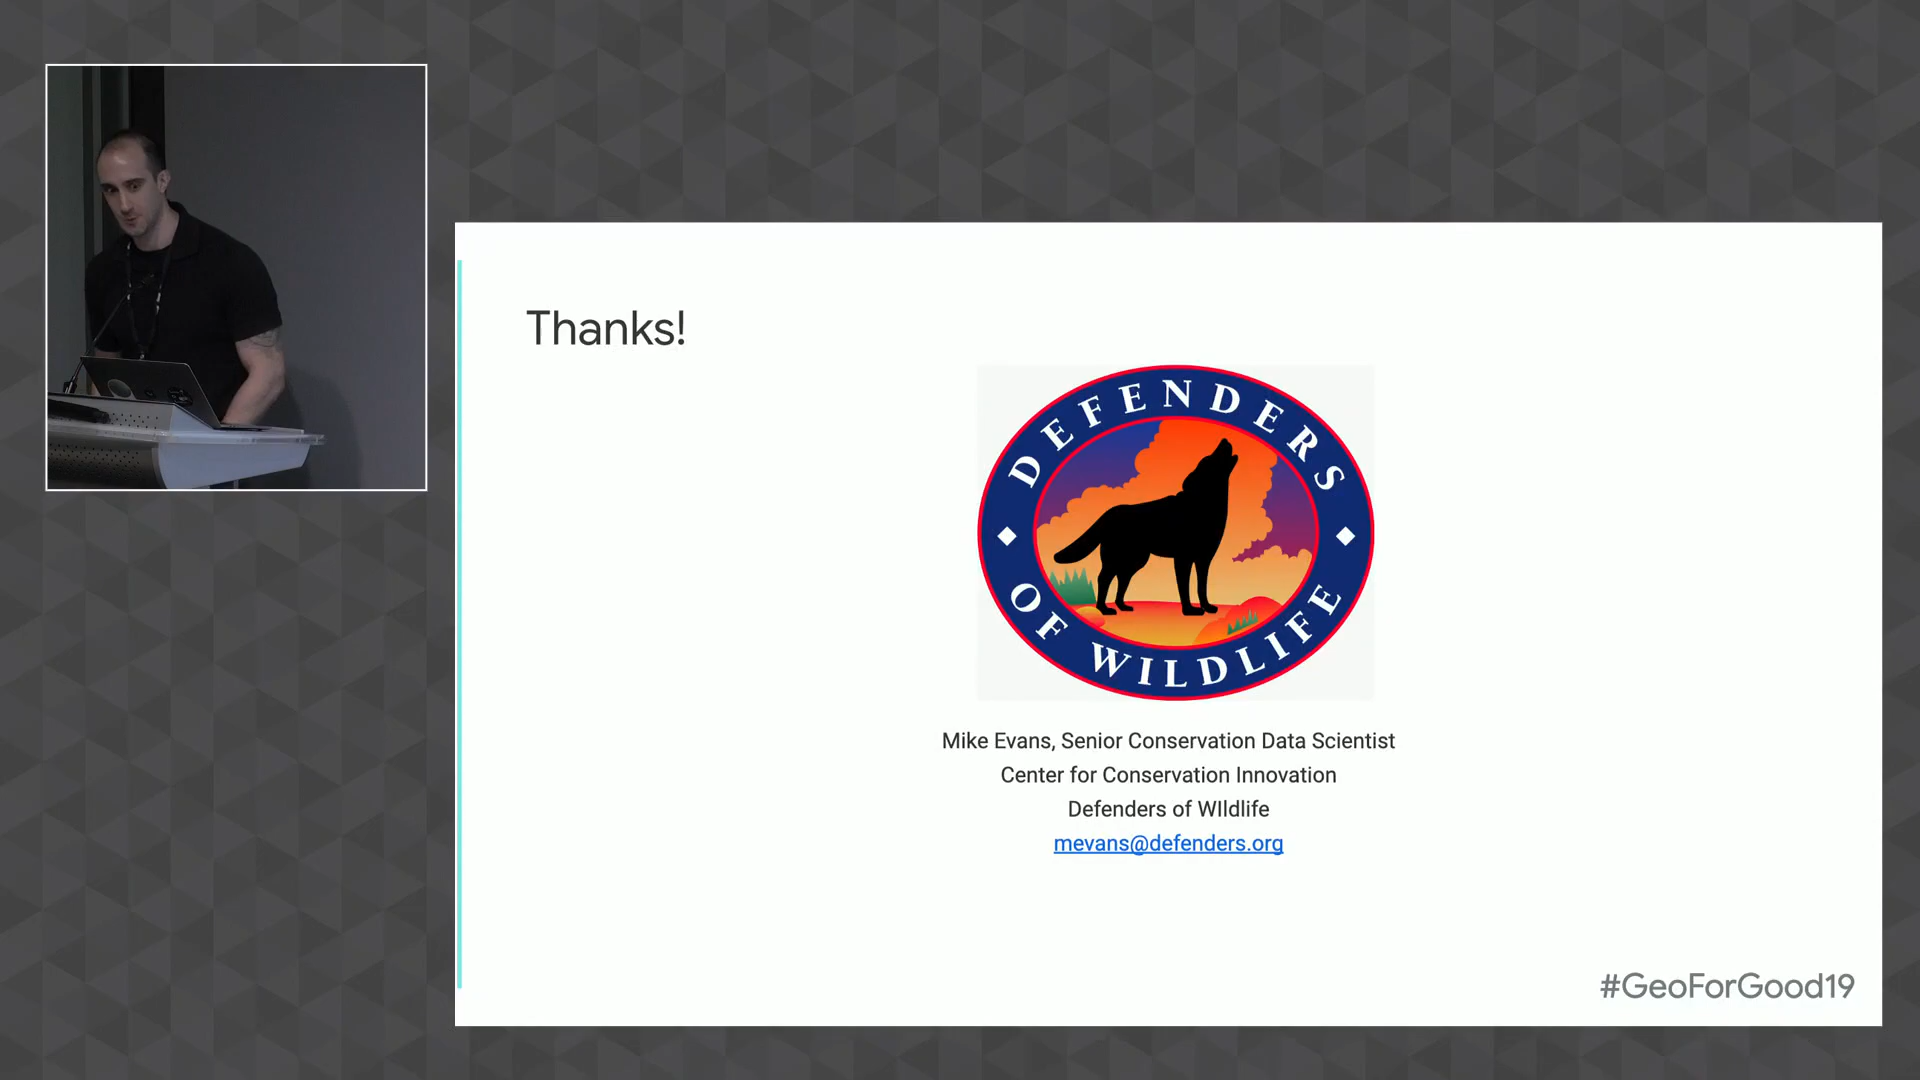 Thanks!
DEFENDERS
OF WILDLIFE
Mike Evans, Senior Conservation Data Scientist
Center for Conservation Innovation
Defenders of WIldlife
mevans@defenders.org
#GeoForGood19